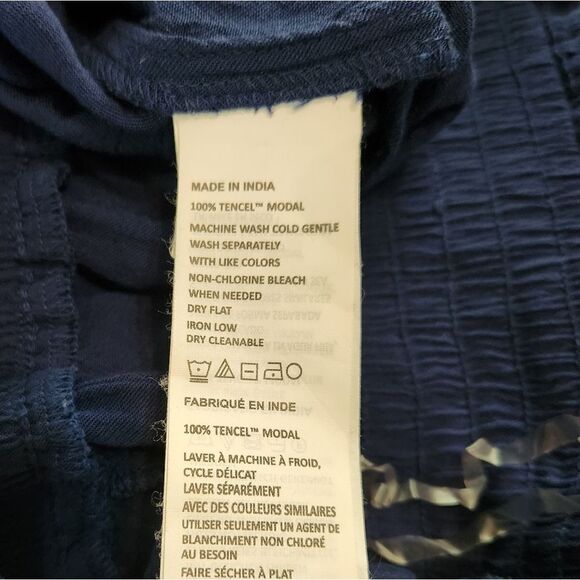 MADE IN INDIA
100% TENCEL™ MODAL
MACHINE WASH COLD GENTLE
WASH SEPARATELY
WITH LIKE COLORS
NON-CHLORINE BLEACH
WHEN NEEDED
DRY FLAT
IRON LOW
DRY CLEANABLE
FABRIQUÉ EN INDE
100% TENCEL™ MODAL
LAVER À MACHINE À FROID,
CYCLE DÉLICAT
LAVER SÉPARÉMENT
AVEC DES COULEURS SIMILAIRES
UTILISER SEULEMENT UN AGENT DE
BLANCHIMENT NON CHLORÉ
AU BESOIN
FAIRE SÉCHER À PLAT